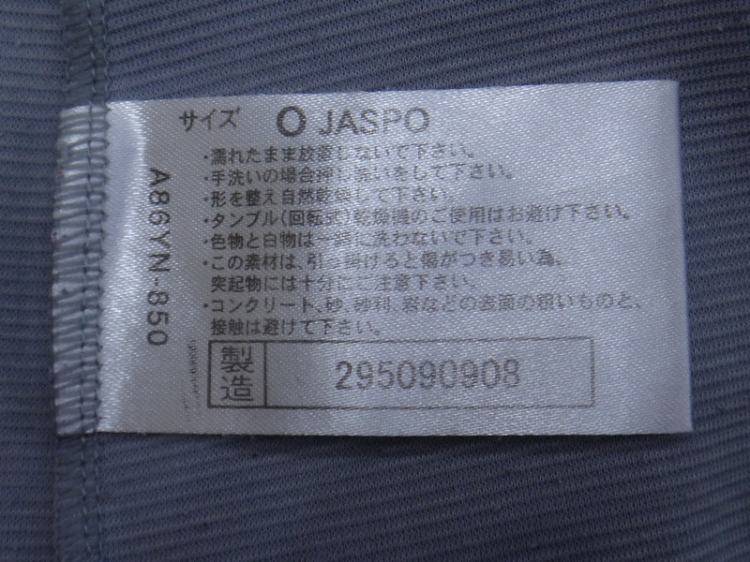 サイズ O JASPO
・濡れたまま放置しないで下さい。
・手洗いの場合押し洗いをして下さい。
・形を整え自然乾燥して下さい。
・タンブル(回転式)乾燥機のご使用はお避け下さい。
・色物と白物は一緒に洗わないで下さい。
・この素材は、引っ掛けると傷がつき易い為、
突起物には十分にご注意下さい。
・コンクリート、砂、砂利、岩などの表面の粗いものと、
接触は避けて下さい。
製造 295090908
A86YN-850